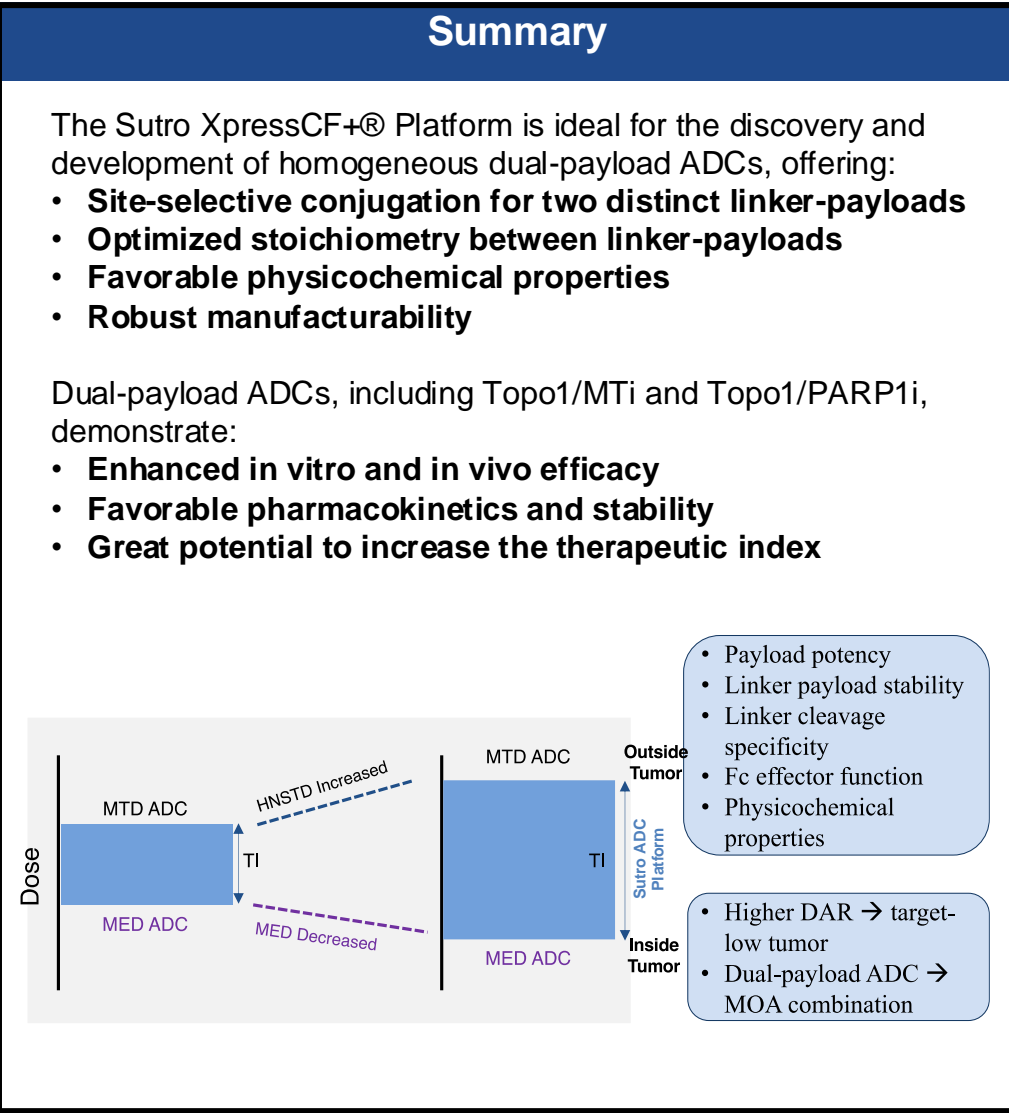 Summary
The Sutro XpressCF+® Platform is ideal for the discovery and
development of homogeneous dual-payload ADCs, offering:
• Site-selective conjugation for two distinct linker-payloads
• Optimized stoichiometry between linker-payloads
• Favorable physicochemical properties
• Robust manufacturability
Dual-payload ADCs, including Topo1/MTi and Topo1/PARP1i,
demonstrate:
• Enhanced in vitro and in vivo efficacy
• Favorable pharmacokinetics and stability
• Great potential to increase the therapeutic index
Dose
MTD ADC
TI
MED ADC
HNSTD Increased
MED Decreased
MTD ADC
TI
MED ADC
Outside
Tumor
Sutro ADC
Platform
Inside
Tumor
• Payload potency
• Linker payload stability
• Linker cleavage
specificity
• Fc effector function
• Physicochemical
properties
• Higher DAR → target-
low tumor
• Dual-payload ADC →
MOA combination